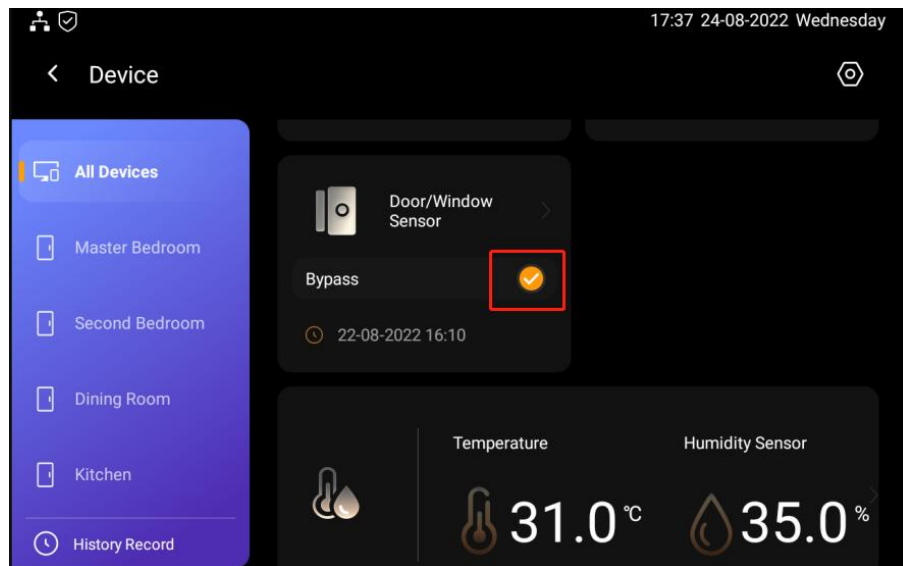 17:37 24-08-2022 Wednesday
Device
All Devices
Master Bedroom
Second Bedroom
Dining Room
Kitchen
History Record
Door/Window
Sensor
Bypass
22-08-2022 16:10
Temperature
31.0 °C
Humidity Sensor
35.0 %